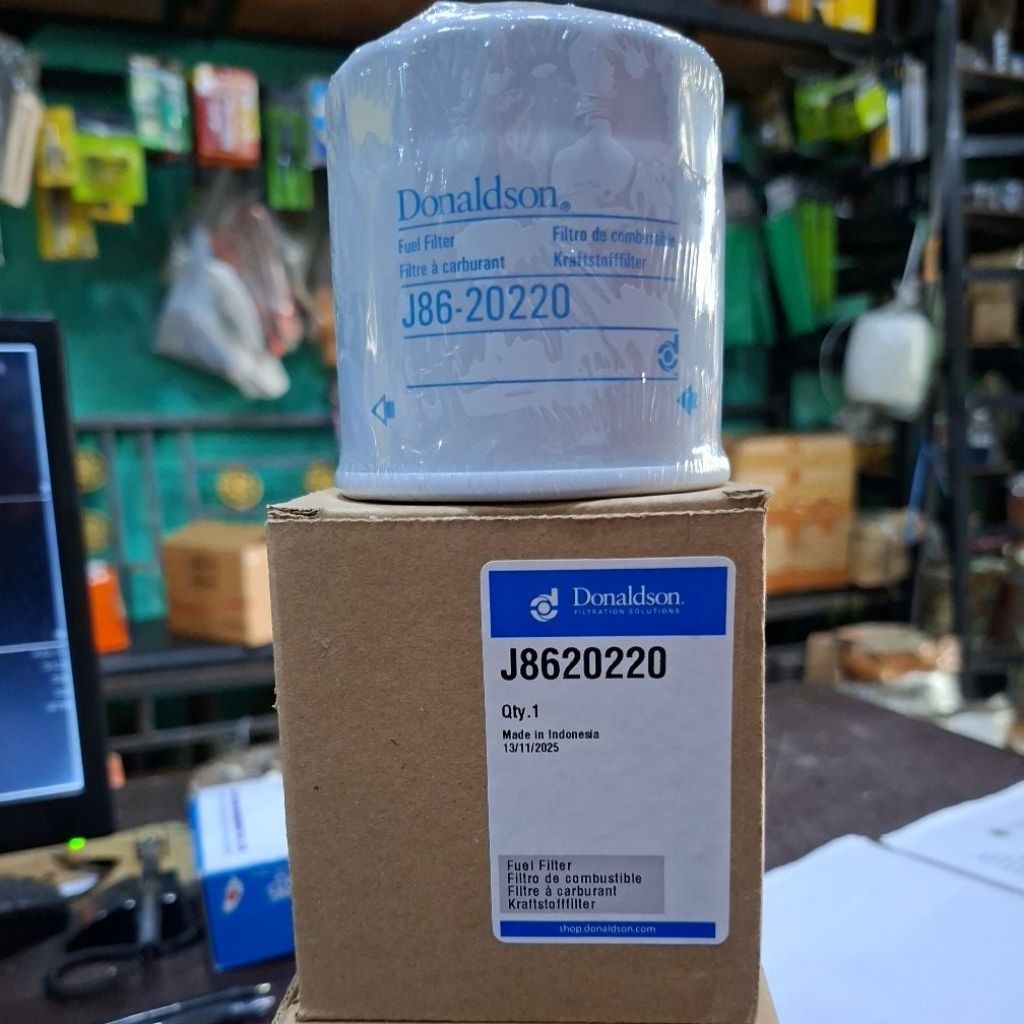 Donaldson®
Fuel Filter Filtro de combustible
Filtre à carburant Kraftstofffilter
J86-20220
Donaldson.
FILTRATION SOLUTIONS
J8620220
Qty.1
Made in Indonesia
13/11/2025
Fuel Filter
Filtro de combustible
Filtre à carburant
Kraftstofffilter
shop.donaldson.com